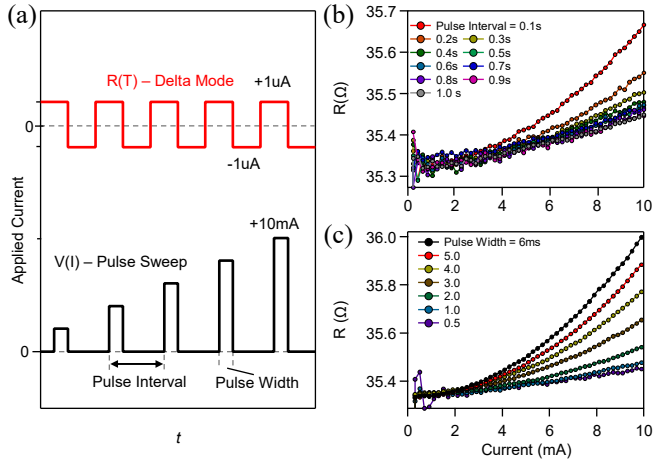 (a)
R(T) – Delta Mode
+1uA
0
-1uA
Applied Current
+10mA
V(I) – Pulse Sweep
0
Pulse Interval
Pulse Width
t
(b)
35.7
35.6
35.5
35.4
35.3
R(Ω)
Pulse Interval = 0.1s
0.2s 0.3s
0.4s 0.5s
0.6s 0.7s
0.8s 0.9s
1.0 s
0 2 4 6 8 10
(c)
36.0
35.8
35.6
35.4
R (Ω)
Pulse Width = 6ms
5.0
4.0
3.0
2.0
1.0
0.5
0 2 4 6 8 10
Current (mA)